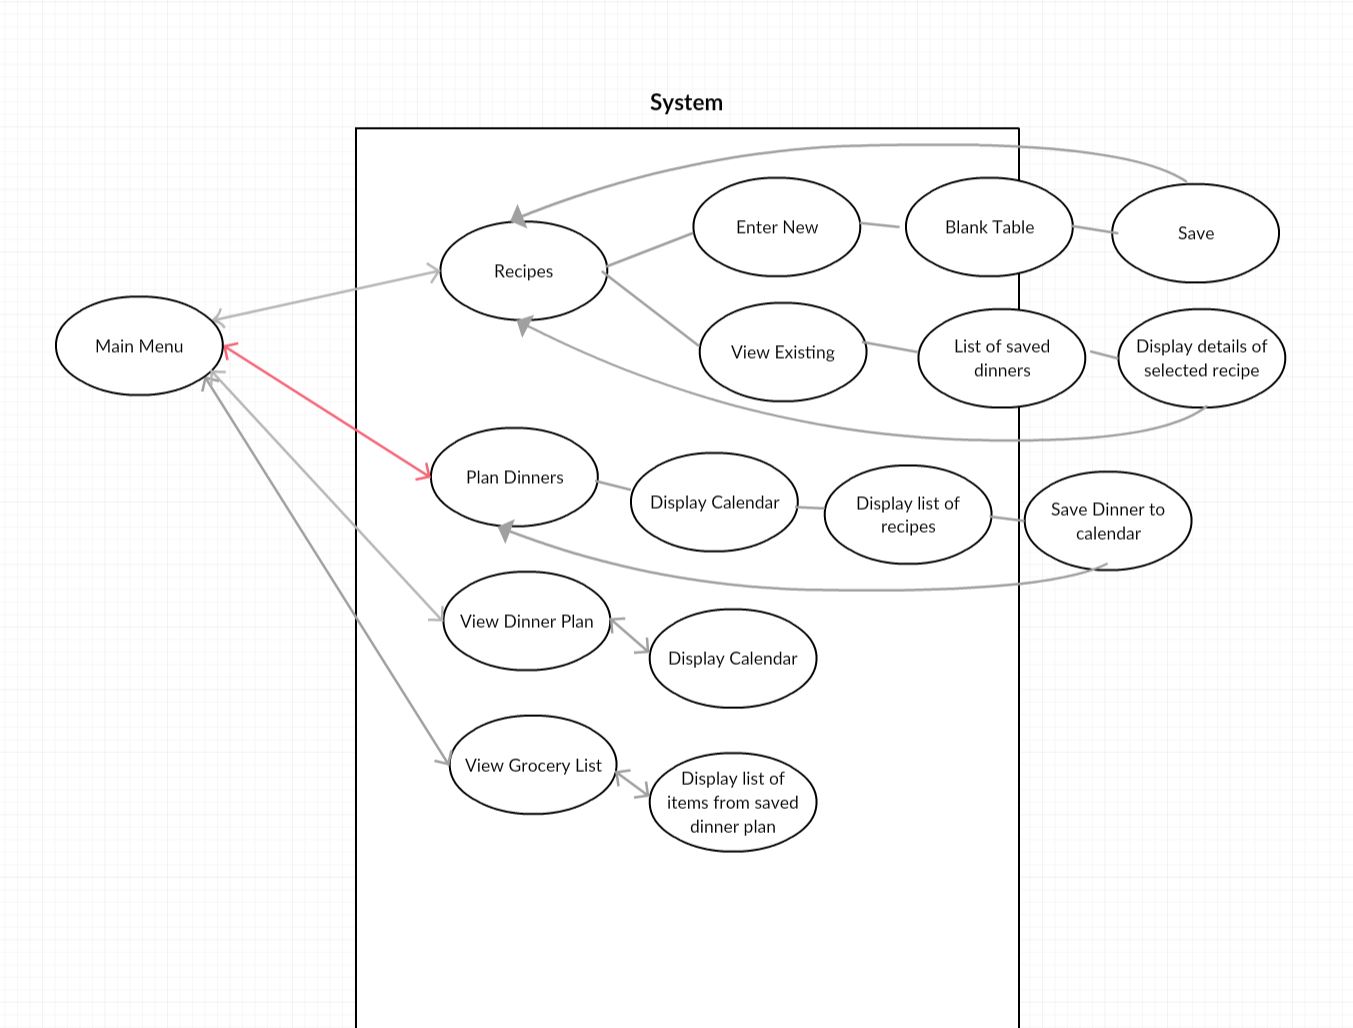 System
Enter New
Blank Table
Save
Recipes
Main Menu
View Existing
List of saved
dinners
Display details of
selected recipe
Plan Dinners
Display Calendar
Display list of
recipes
Save Dinner to
calendar
View Dinner Plan
Display Calendar
View Grocery List
Display list of
items from saved
dinner plan